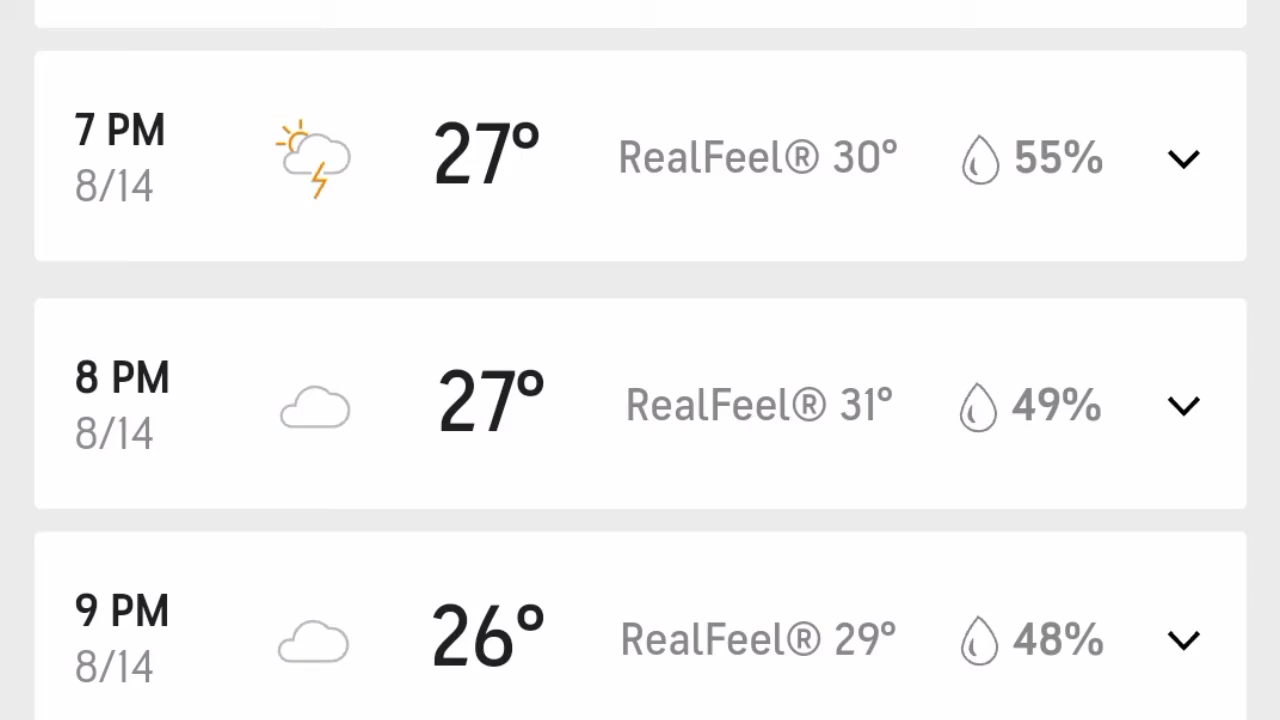 7 PM
8/14
27°
RealFeel® 30°
55%
8 PM
8/14
27°
RealFeel® 31°
49%
9 PM
8/14
26°
RealFeel® 29°
48%